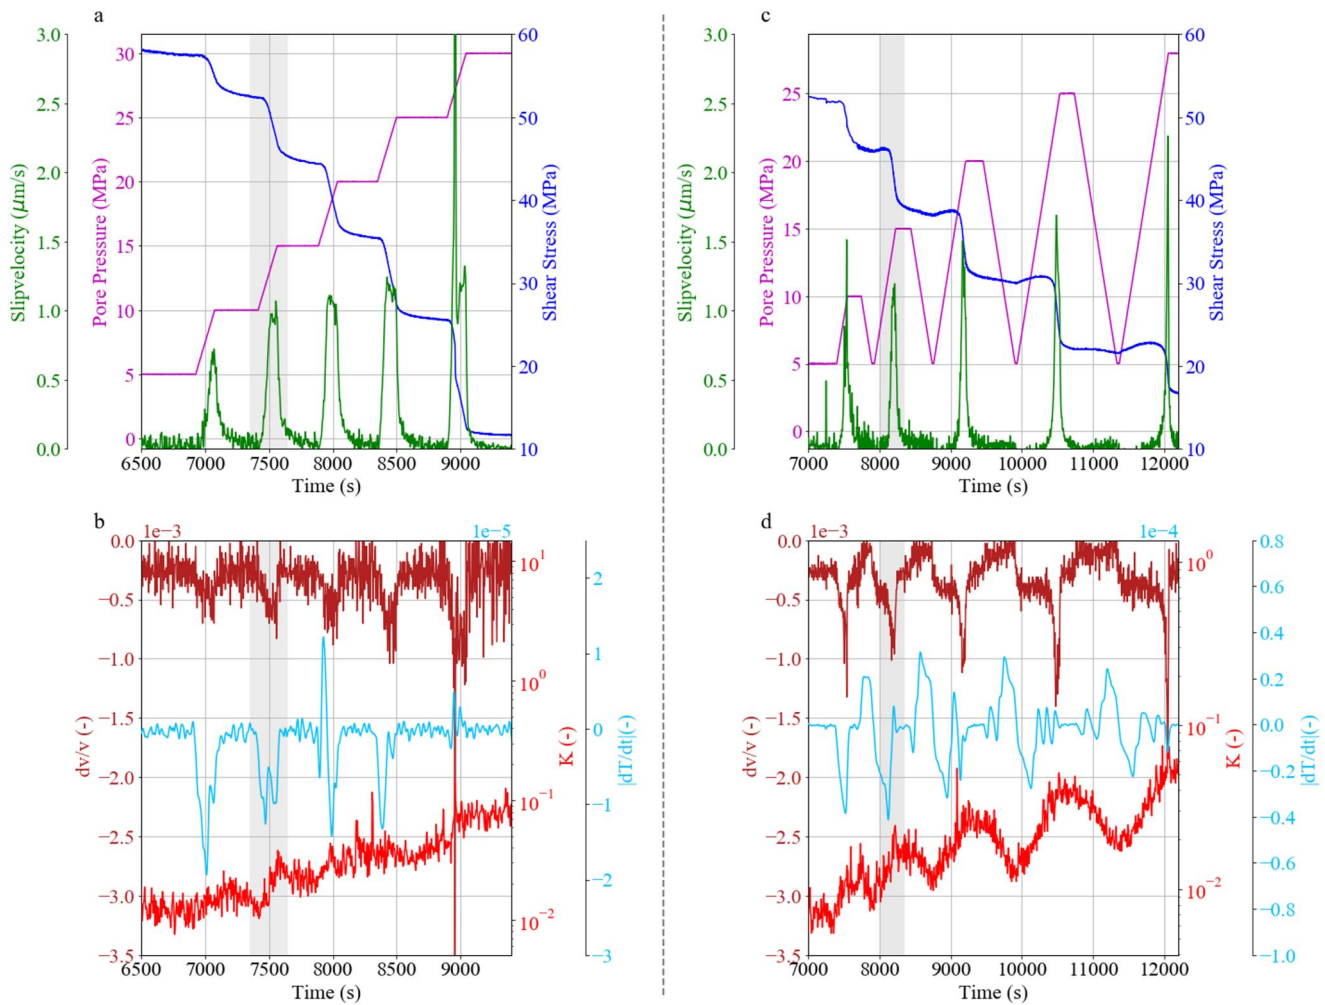 a
3.0
2.5
2.0
1.5
1.0
0.5
0.0
Slipvelocity (μm/s)
30
25
20
15
10
5
0
Pore Pressure (MPa)
60
50
40
30
20
10
Shear Stress (MPa)
6500 7000 7500 8000 8500 9000
Time (s)
c
3.0
2.5
2.0
1.5
1.0
0.5
0.0
Slipvelocity (μm/s)
25
20
15
10
5
0
Pore Pressure (MPa)
60
50
40
30
20
10
Shear Stress (MPa)
7000 8000 9000 10000 11000 12000
Time (s)
b
1e−3
1e−5
0.0
−0.5
−1.0
−1.5
−2.0
−2.5
−3.0
−3.5
dv/v (-)
10¹
10⁰
10⁻¹
10⁻²
K (-)
2
1
0
−1
−2
−3
|dT/dt|(-)
6500 7000 7500 8000 8500 9000
Time (s)
d
1e−3
1e−4
0.0
−0.5
−1.0
−1.5
−2.0
−2.5
−3.0
−3.5
dv/v (-)
10⁰
10⁻¹
10⁻²
K (-)
0.8
0.6
0.4
0.2
0.0
−0.2
−0.4
−0.6
−0.8
−1.0
|dT/dt|(-)
7000 8000 9000 10000 11000 12000
Time (s)